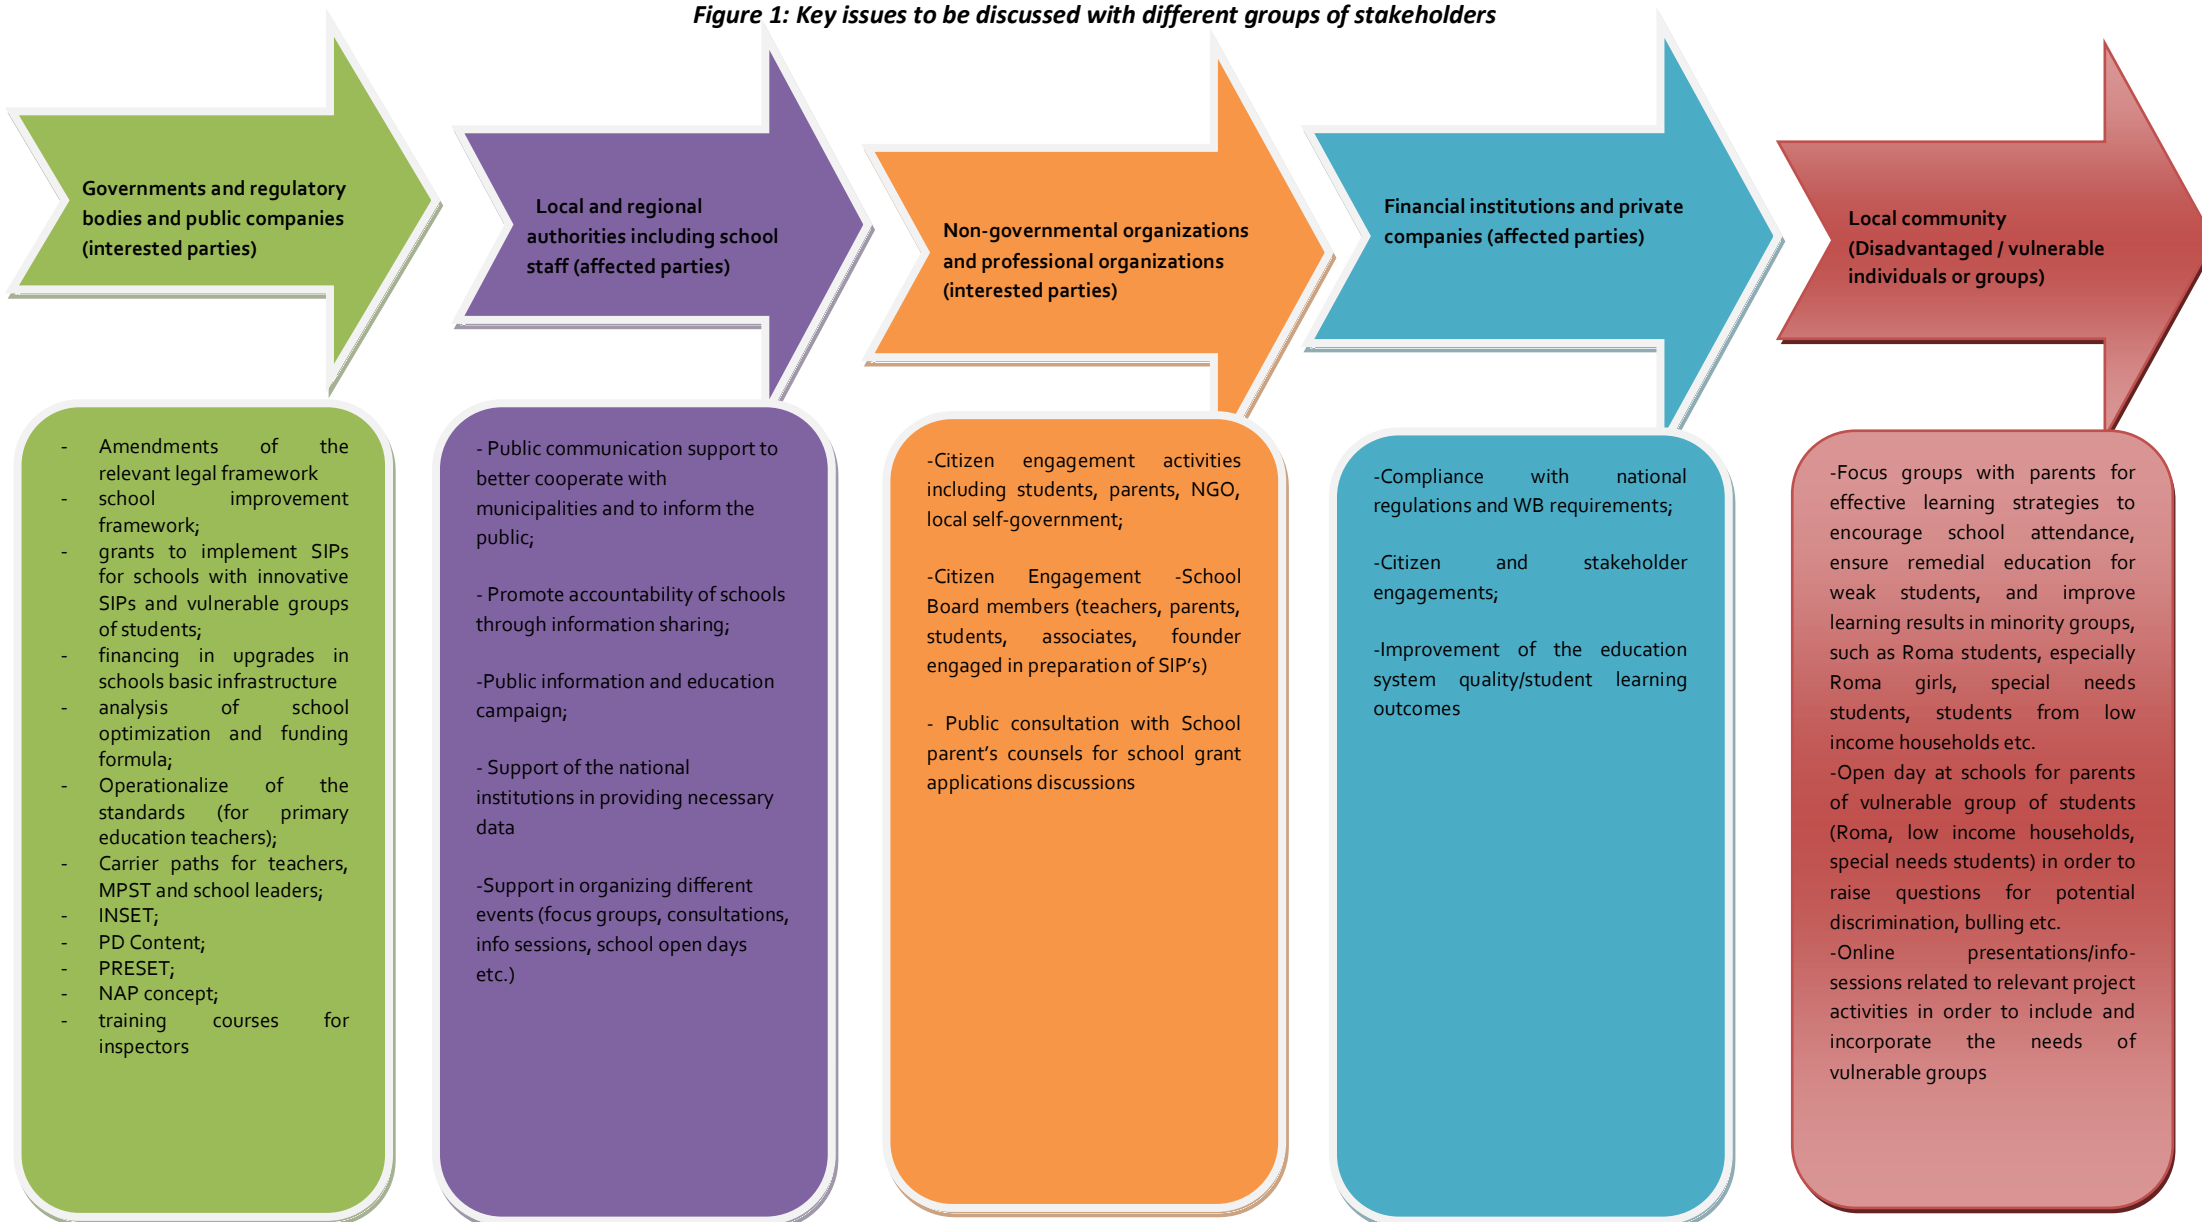 Figure 1: Key issues to be discussed with different groups of stakeholders
Governments and regulatory
bodies and public companies
(interested parties)
Local and regional
authorities including school
staff (affected parties)
Non-governmental organizations
and professional organizations
(interested parties)
Financial institutions and private
companies (affected parties)
Local community
(Disadvantaged / vulnerable
individuals or groups)
- Amendments of the
relevant legal framework
- school improvement
framework;
- grants to implement SIPs
for schools with innovative
SIPs and vulnerable groups
of students;
- financing in upgrades in
schools basic infrastructure
- analysis of school
optimization and funding
formula;
- Operationalize of the
standards (for primary
education teachers);
- Carrier paths for teachers,
MPST and school leaders;
- INSET;
- PD Content;
- PRESET;
- NAP concept;
- training courses for
inspectors
- Public communication support to
better cooperate with
municipalities and to inform the
public;
- Promote accountability of schools
through information sharing;
-Public information and education
campaign;
- Support of the national
institutions in providing necessary
data
-Support in organizing different
events (focus groups, consultations,
info sessions, school open days
etc.)
-Citizen engagement activities
including students, parents, NGO,
local self-government;
-Citizen Engagement -School
Board members (teachers, parents,
students, associates, founder
engaged in preparation of SIP's)
- Public consultation with School
parent's counsels for school grant
applications discussions
-Compliance with national
regulations and WB requirements;
-Citizen and stakeholder
engagements;
-Improvement of the education
system quality/student learning
outcomes
-Focus groups with parents for
effective learning strategies to
encourage school attendance,
ensure remedial education for
weak students, and improve
learning results in minority groups,
such as Roma students, especially
Roma girls, special needs
students, students from low
income households etc.
-Open day at schools for parents
of vulnerable group of students
(Roma, low income households,
special needs students) in order to
raise questions for potential
discrimination, bulling etc.
-Online presentations/info-
sessions related to relevant project
activities in order to include and
incorporate the needs of
vulnerable groups